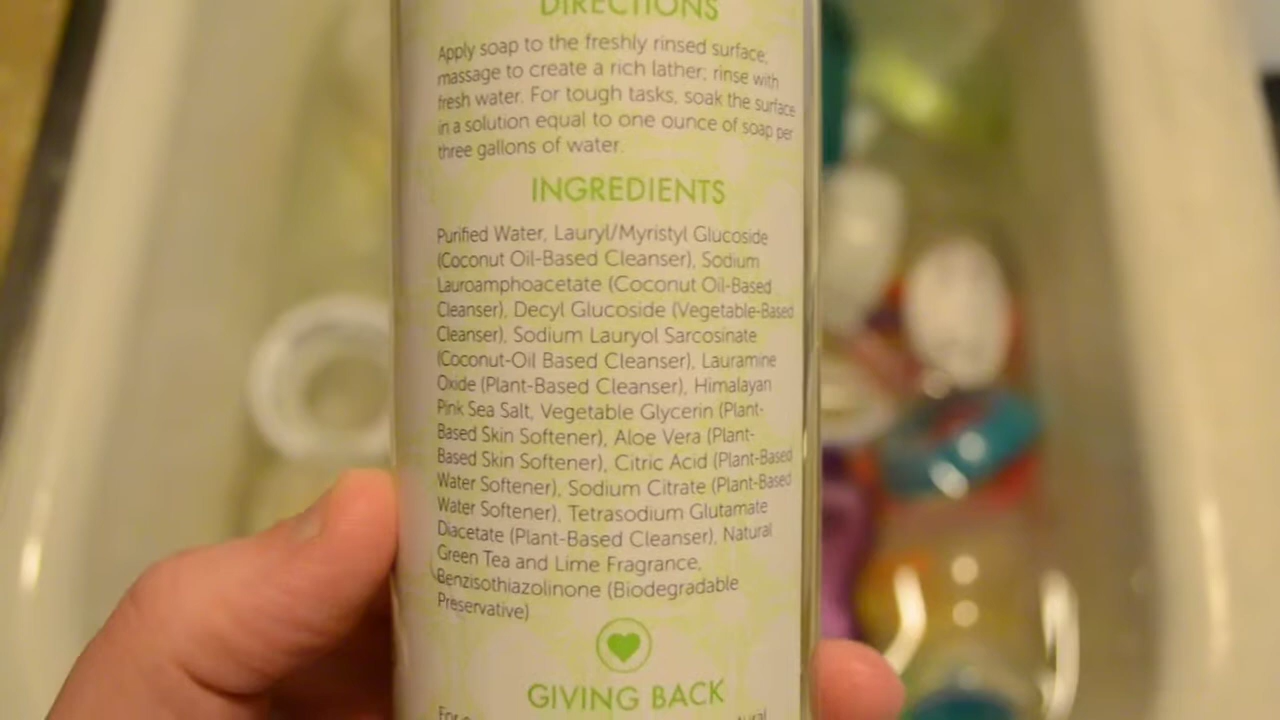 DIRECTIONS
Apply soap to the freshly rinsed surface,
massage to create a rich lather; rinse with
fresh water. For tough tasks, soak the surface
in a solution equal to one ounce of soap per
three gallons of water.
INGREDIENTS
Purified Water, Lauryl/Myristyl Glucoside
(Coconut Oil-Based Cleanser), Sodium
Lauroamphoacetate (Coconut Oil-Based
Cleanser), Decyl Glucoside (Vegetable-Based
Cleanser), Sodium Lauryol Sarcosinate
(Coconut-Oil Based Cleanser), Lauramine
Oxide (Plant-Based Cleanser), Himalayan
Pink Sea Salt, Vegetable Glycerin (Plant-
Based Skin Softener), Aloe Vera (Plant-
Based Skin Softener), Citric Acid (Plant-Based
Water Softener), Sodium Citrate (Plant-Based
Water Softener), Tetrasodium Glutamate
Diacetate (Plant-Based Cleanser), Natural
Green Tea and Lime Fragrance,
Benzisothiazolinone (Biodegradable
Preservative)
GIVING BACK